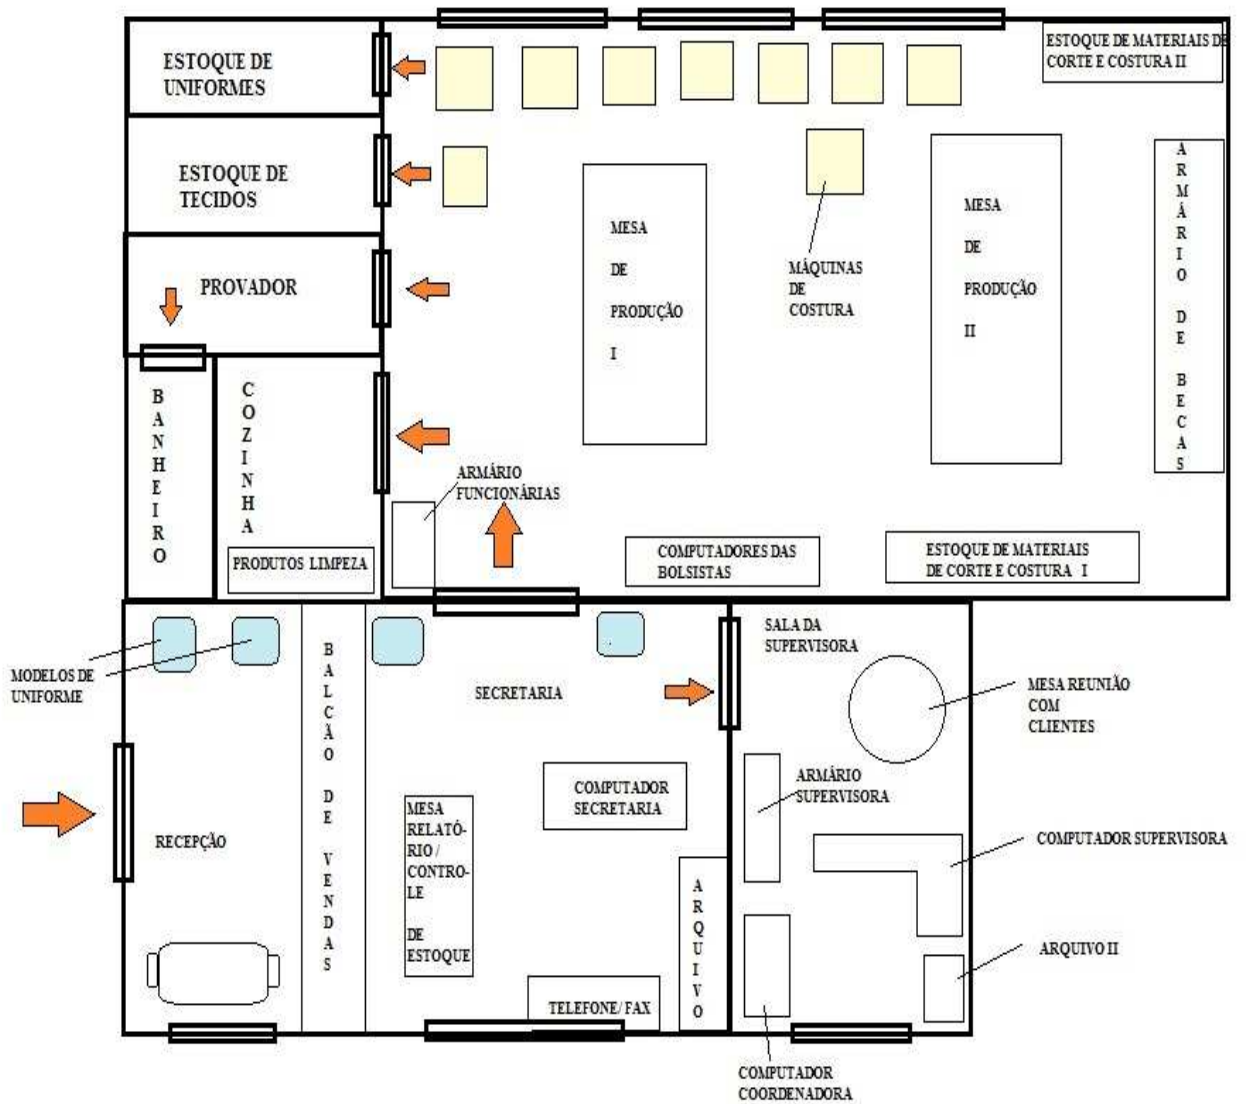 ESTOQUE DE
UNIFORMES
ESTOQUE DE MATERIAIS DE
CORTE E COSTURA II
ESTOQUE DE
TECIDOS
PROVADOR
MESA
DE
PRODUÇÃO
I
MÁQUINAS
DE
COSTURA
MESA
DE
PRODUÇÃO
II
A
R
M
Á
R
I
O
D
E
B
E
C
A
S
B
A
N
H
E
I
R
O
C
O
Z
I
N
H
A
PRODUTOS LIMPEZA
ARMÁRIO
FUNCIONÁRIAS
COMPUTADORES DAS
BOLSISTAS
ESTOQUE DE MATERIAIS
DE CORTE E COSTURA I
MODELOS DE
UNIFORME
RECEPÇÃO
B
A
L
C
Ã
O
D
E
V
E
N
D
A
S
SECRETARIA
MESA
RELATÓ-
RIO /
CONTRO-
LE
DE
ESTOQUE
COMPUTADOR
SECRETARIA
A
R
Q
U
I
V
O
TELEFONE/ FAX
SALA DA
SUPERVISORA
MESA REUNIÃO
COM
CLIENTES
ARMÁRIO
SUPERVISORA
COMPUTADOR SUPERVISORA
ARQUIVO II
COMPUTADOR
COORDENADORA